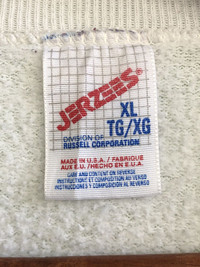 JERZEES®
XL
TG/XG
DIVISION OF
RUSSELL CORPORATION
MADE IN U.S.A. / FABRIQUE
AUX E.U. / HECHO EN E.U.A.
CARE AND CONTENT ON REVERSE
INSTRUCTIONS ET COMPOSITION AU VERSO
INSTRUCCIONES Y COMPOSICION AL REVERSO